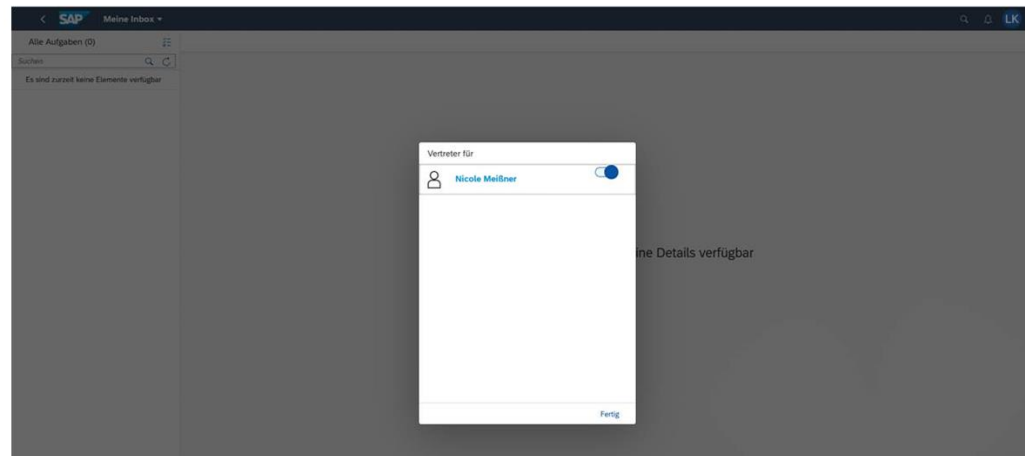 SAP Meine Inbox
LK
Alle Aufgaben (0)
Suchen
Es sind zurzeit keine Elemente verfügbar
Vertreter für
Nicole Meißner
ine Details verfügbar
Fertig